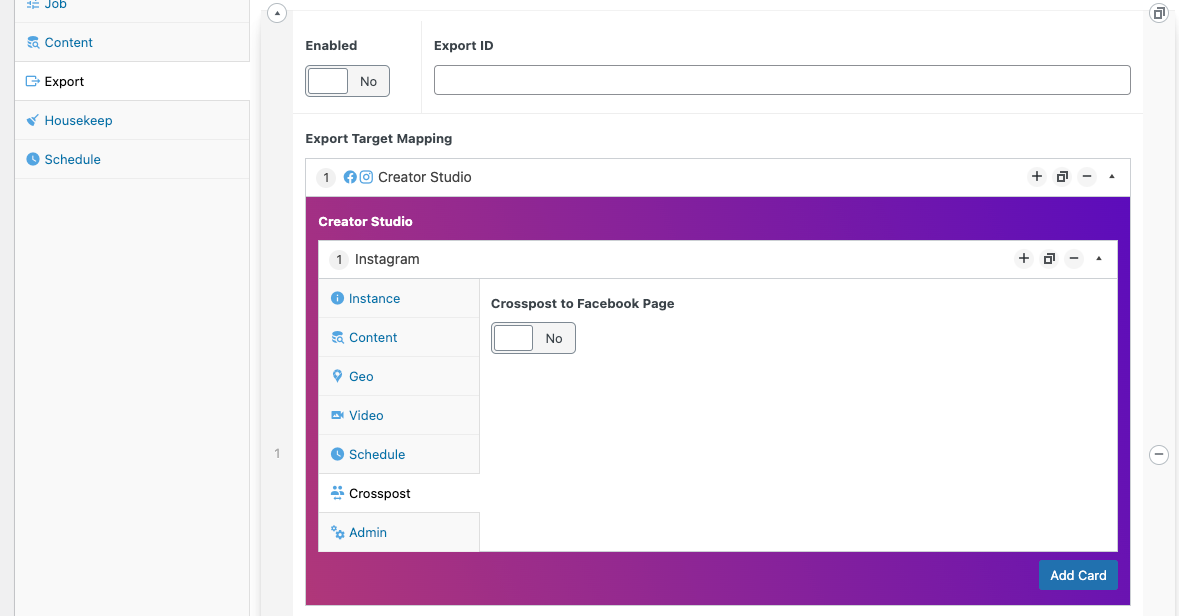 Job
Content
Export
Housekeep
Schedule
Enabled
Export ID
No
Export Target Mapping
1 Creator Studio
Creator Studio
1 Instagram
Instance
Content
Geo
Video
Schedule
Crosspost
Admin
Crosspost to Facebook Page
No
1
Add Card